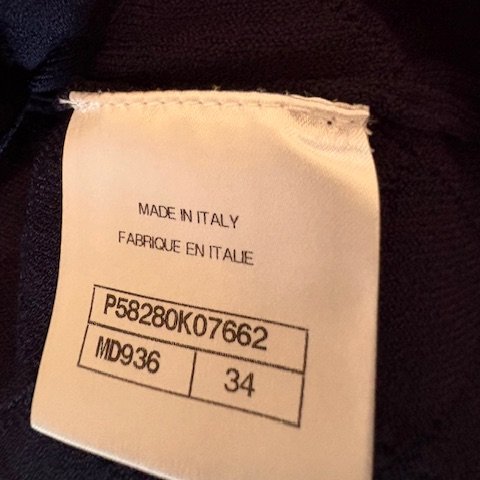 MADE IN ITALY
FABRIQUE EN ITALIE
P58280K07662
MD936 34